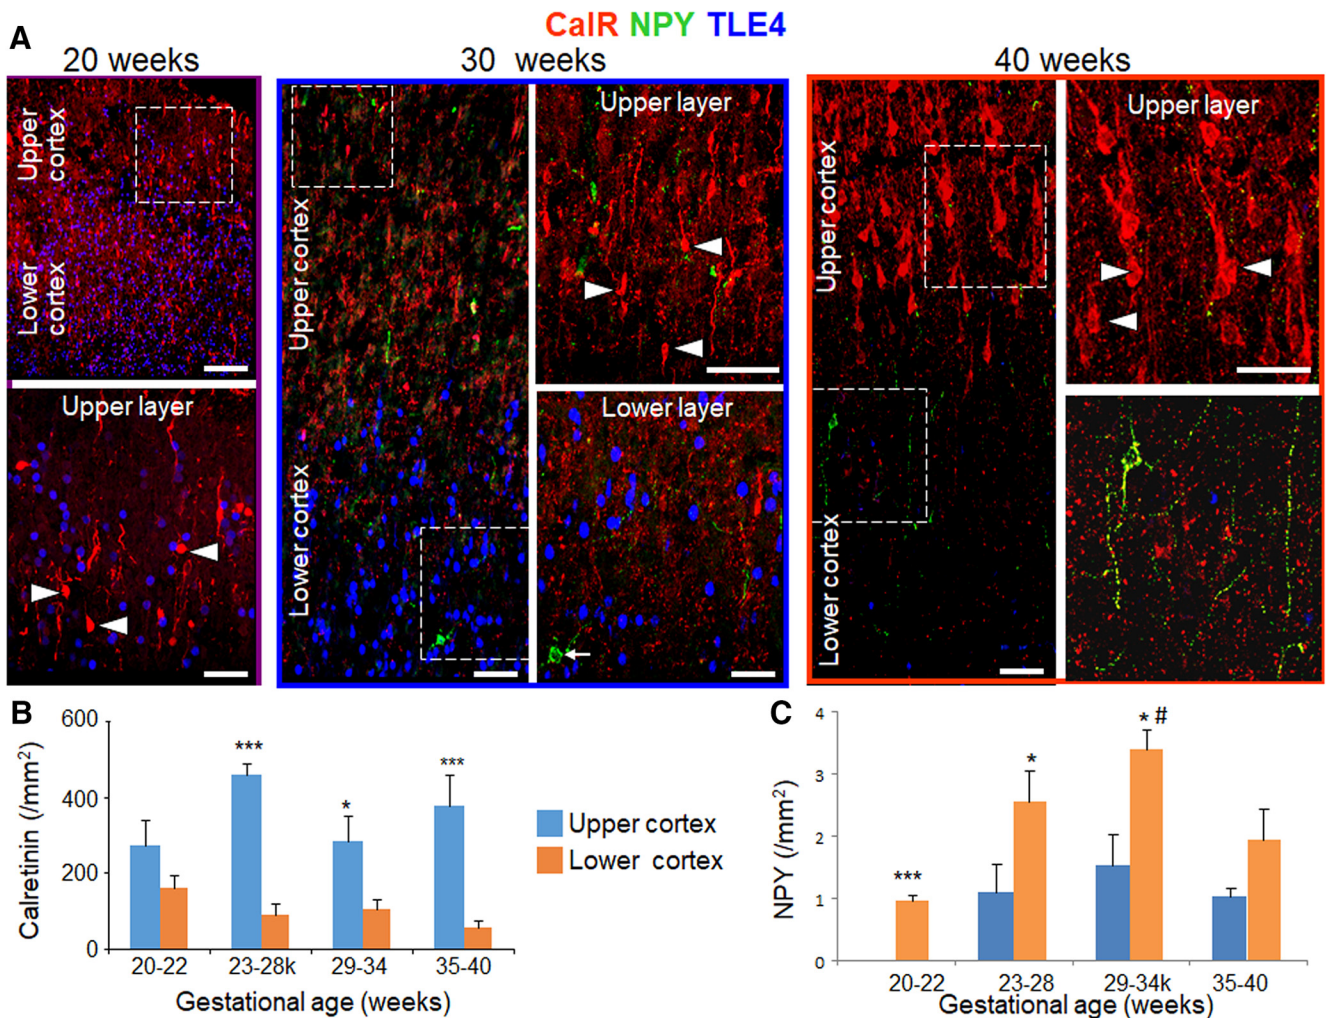 CalR NPY TLE4
A
20 weeks
30 weeks
40 weeks
Upper cortex
Lower cortex
Upper layer
Upper cortex
Lower cortex
Upper layer
Lower layer
Upper cortex
Lower cortex
Upper layer
B
Calretinin (/mm²)
600
400
200
0
***
*
***
20-22
23-28k
29-34
35-40
Gestational age (weeks)
Upper cortex
Lower cortex
C
NPY (/mm²)
4
3
2
1
0
***
*
* #
20-22
23-28
29-34k
35-40
Gestational age (weeks)